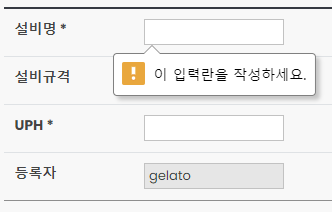 설비명 *
이 입력란을 작성하세요.
설비규격
UPH *
등록자
gelato